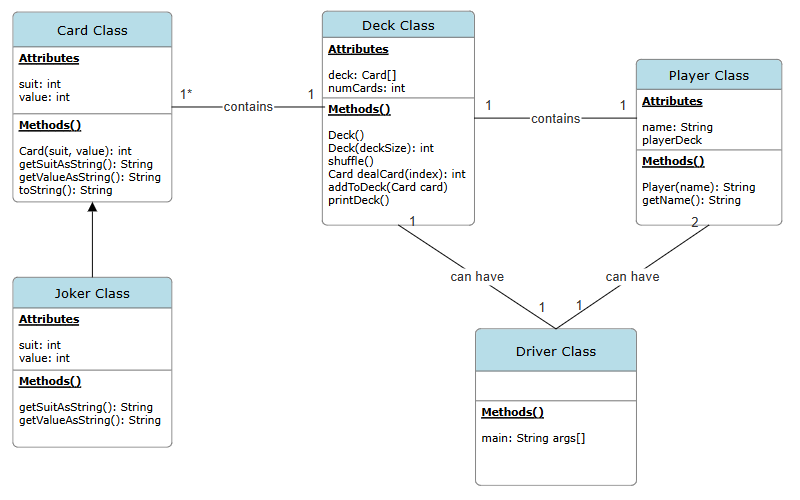 Card Class
Attributes
suit: int
value: int
Methods()
Card(suit, value): int
getSuitAsString(): String
getValueAsString(): String
toString(): String
1*
contains
1
Deck Class
Attributes
deck: Card[]
numCards: int
Methods()
Deck()
Deck(deckSize): int
shuffle()
Card dealCard(index): int
addToDeck(Card card)
printDeck()
1
contains
1
Player Class
Attributes
name: String
playerDeck
Methods()
Player(name): String
getName(): String
1
can have
1
2
can have
1
Joker Class
Attributes
suit: int
value: int
Methods()
getSuitAsString(): String
getValueAsString(): String
Driver Class
Methods()
main: String args[]